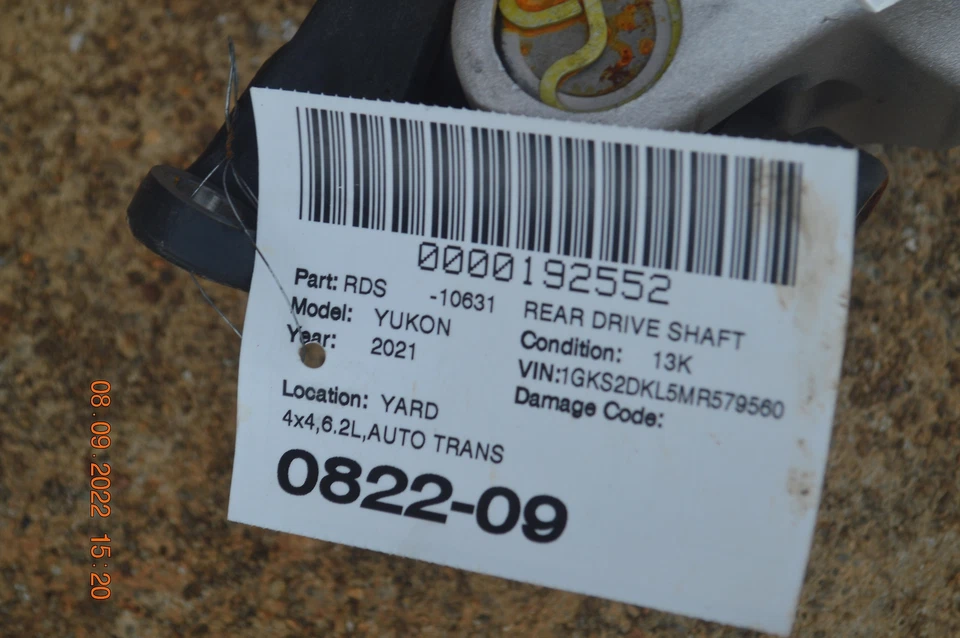 0000192552
Part: RDS -10631 REAR DRIVE SHAFT
Model: YUKON Condition: 13K
Year: 2021 VIN:1GKS2DKL5MR579560
Damage Code:
Location: YARD
4x4,6.2L,AUTO TRANS
0822-09
08.09.2022 15:20